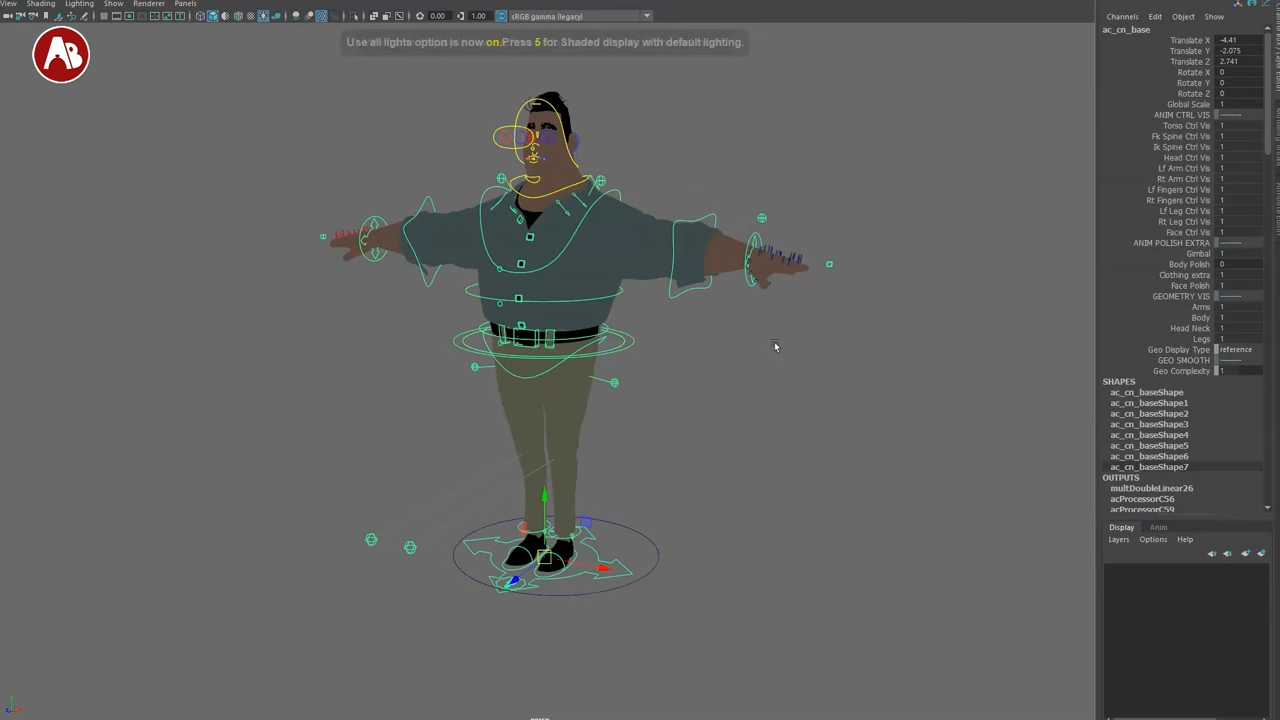 View Shading Lighting Show Renderer Panels
0.00 1.00 sRGB gamma (legacy)
AB
Use all lights option is now on. Press 5 for Shaded display with default lighting.
Channels Edit Object Show
ac_cn_base
Translate X -4.41
Translate Y -2.075
Translate Z 2.741
Rotate X 0
Rotate Y 0
Rotate Z 0
Global Scale 1
ANIM CTRL VIS --------
Torso Ctrl Vis 1
Fk Spine Ctrl Vis 1
Ik Spine Ctrl Vis 1
Head Ctrl Vis 1
Lf Arm Ctrl Vis 1
Rt Arm Ctrl Vis 1
Lf Fingers Ctrl Vis 1
Rt Fingers Ctrl Vis 1
Lf Leg Ctrl Vis 1
Rt Leg Ctrl Vis 1
Face Ctrl Vis 1
ANIM POLISH EXTRA --------
Gimbal 1
Body Polish 0
Clothing extra 1
Face Polish 1
GEOMETRY VIS --------
Arms 1
Body 1
Head Neck 1
Legs 1
Geo Display Type reference
GEO SMOOTH --------
Geo Complexity 1
SHAPES
ac_cn_baseShape
ac_cn_baseShape1
ac_cn_baseShape2
ac_cn_baseShape3
ac_cn_baseShape4
ac_cn_baseShape5
ac_cn_baseShape6
ac_cn_baseShape7
OUTPUTS
multDoubleLinear26
acProcessorC56
acProcessorC59
Display Anim
Layers Options Help